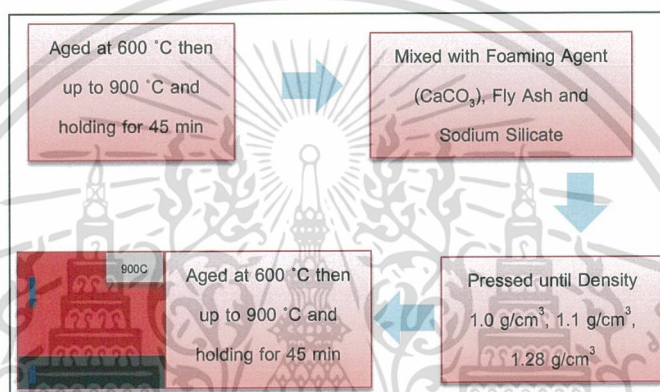 Aged at 600 °C then
up to 900 °C and
holding for 45 min
Mixed with Foaming Agent
(CaCO₃), Fly Ash and
Sodium Silicate
Pressed until Density
1.0 g/cm³, 1.1 g/cm³,
1.28 g/cm³
Aged at 600 °C then
up to 900 °C and
holding for 45 min
900C